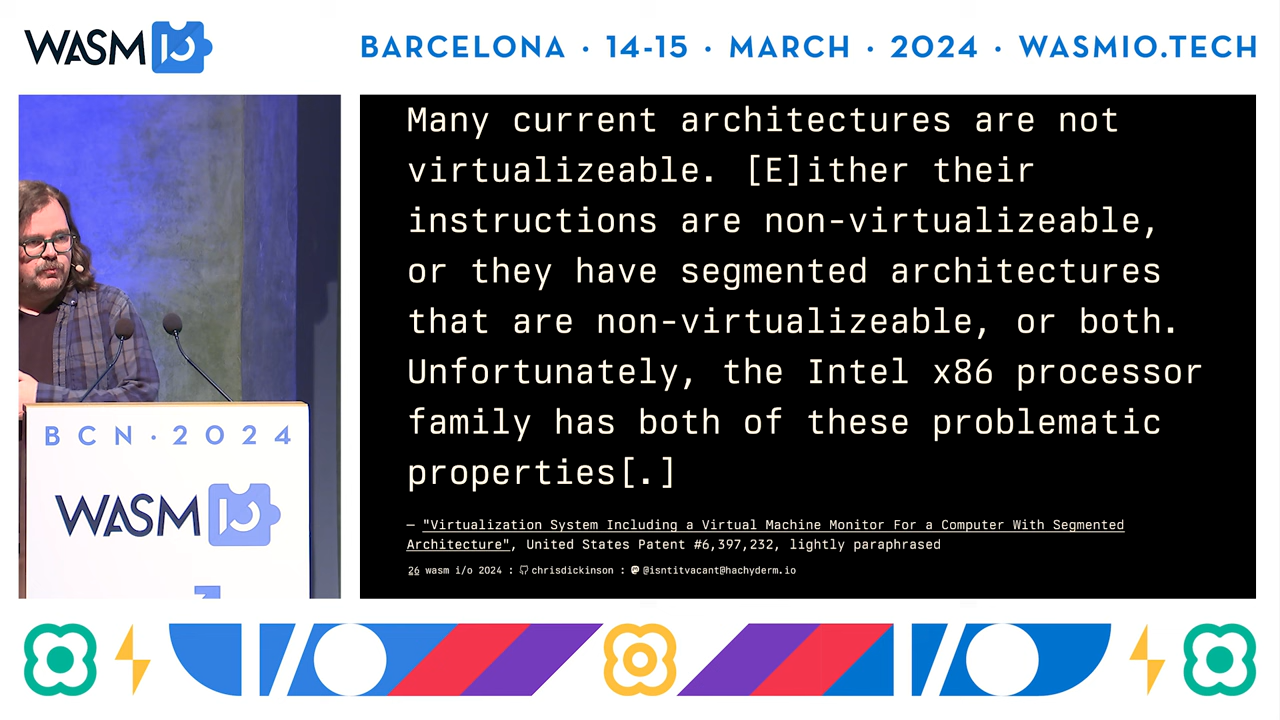 WASM IO
BARCELONA · 14-15 · MARCH · 2024 · WASMIO.TECH
Many current architectures are not
virtualizeable. [E]ither their
instructions are non-virtualizeable,
or they have segmented architectures
that are non-virtualizeable, or both.
Unfortunately, the Intel x86 processor
family has both of these problematic
properties[.]
— "Virtualization System Including a Virtual Machine Monitor For a Computer With Segmented
Architecture", United States Patent #6,397,232, lightly paraphrased
26 wasm i/o 2024 : chrisdickinson : @isntitvacant@hachyderm.io
BCN·2024
WASM IO
I/O
I/O